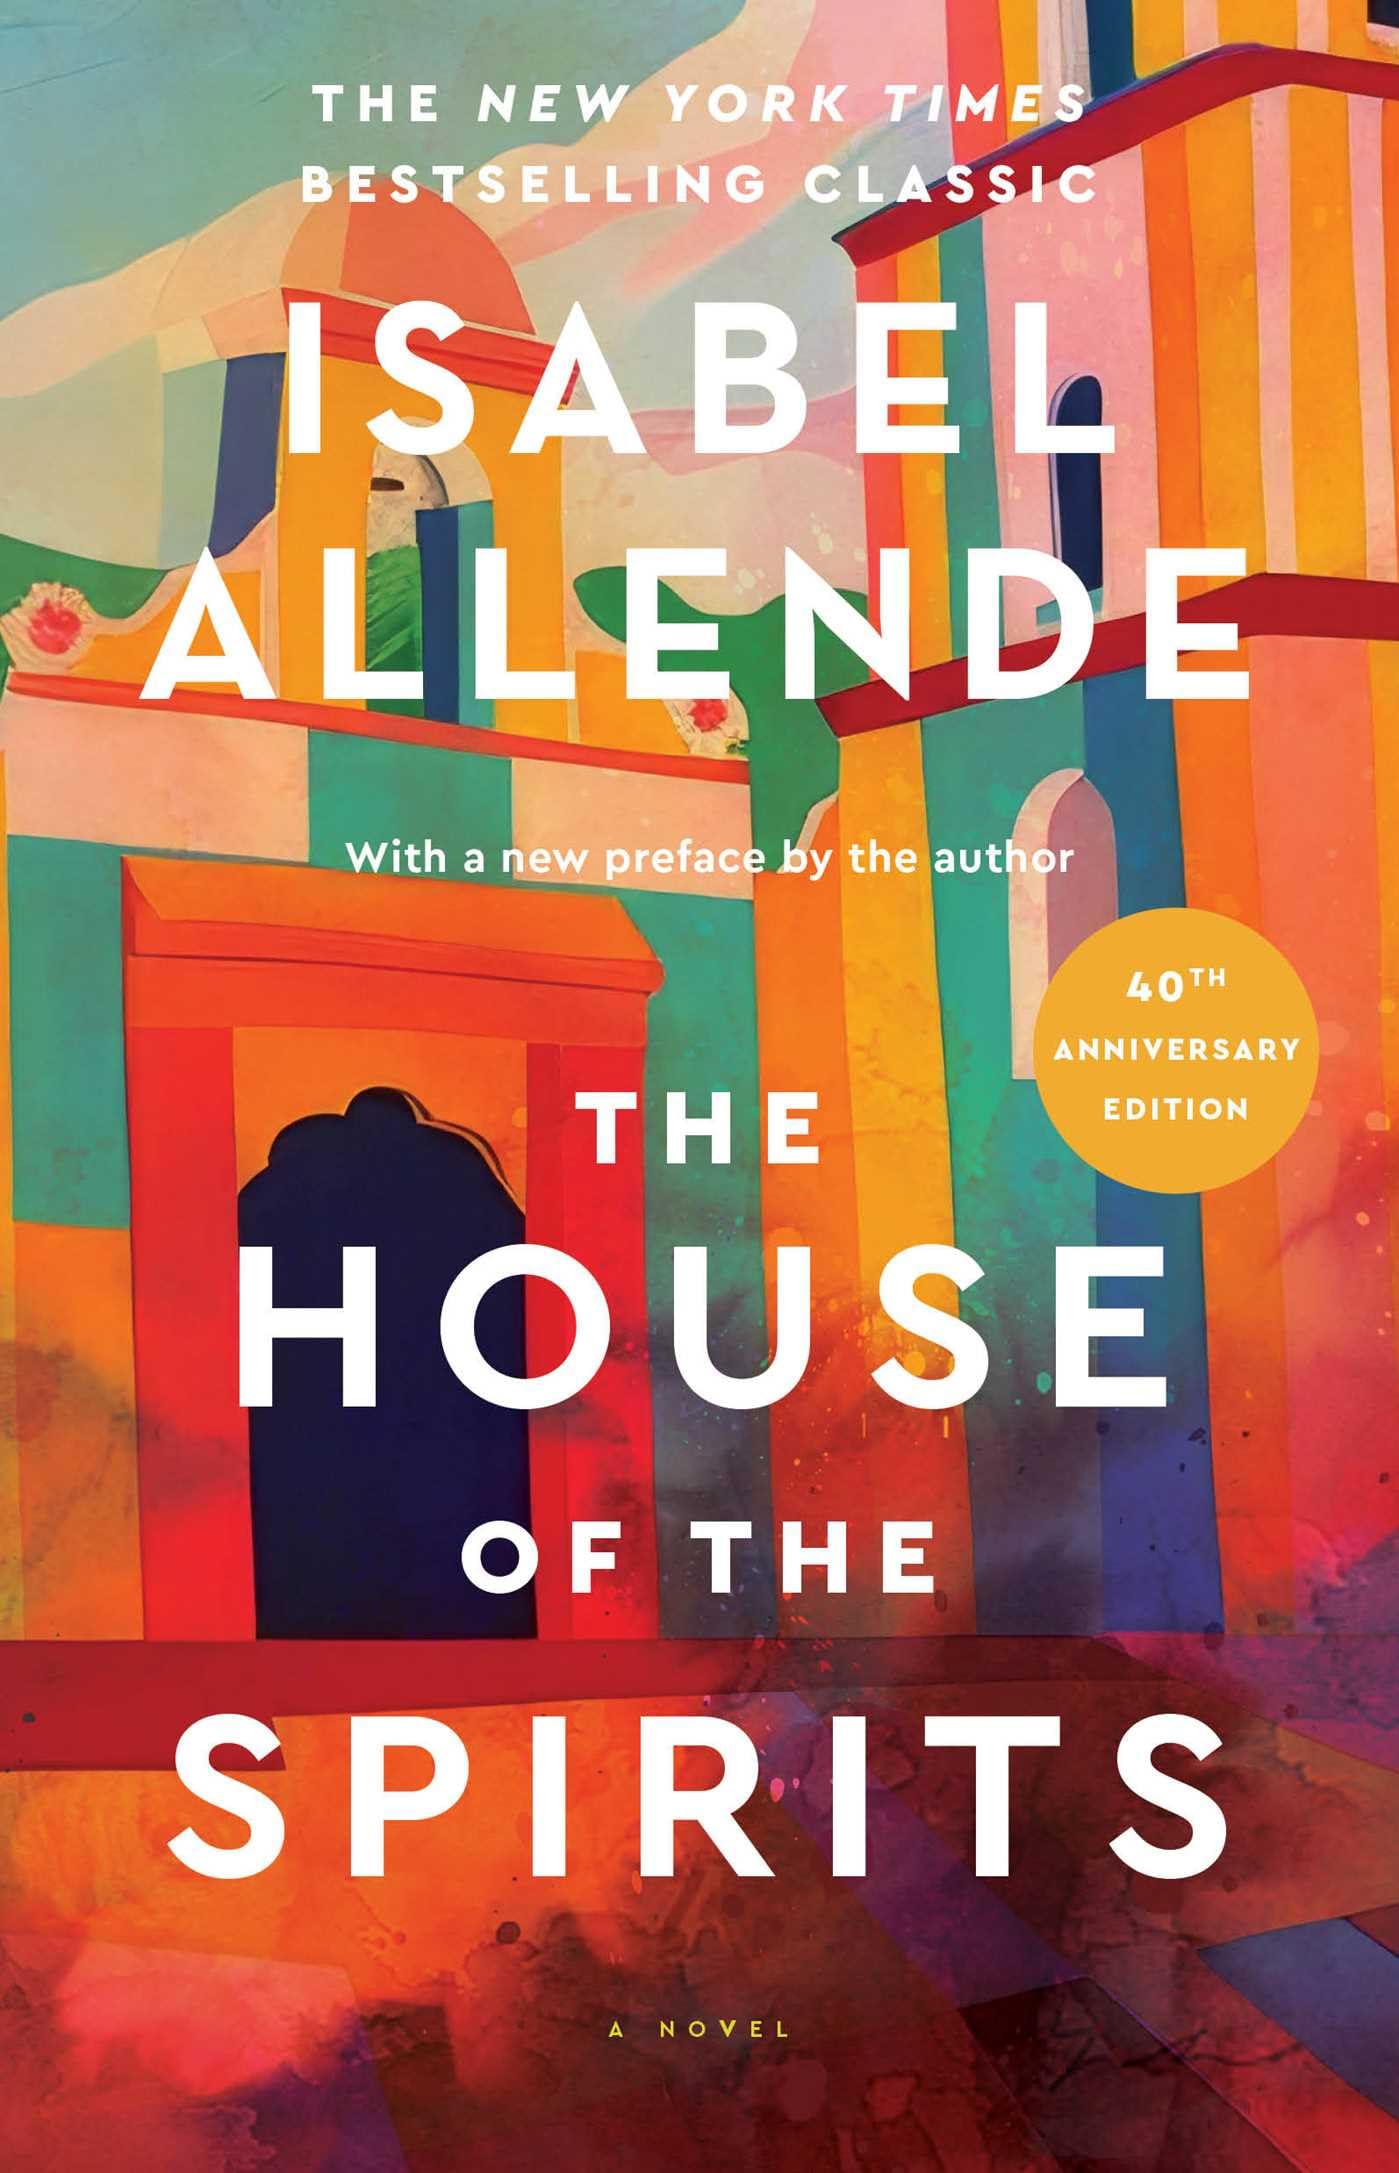 THE NEW YORK TIMES
BESTSELLING CLASSIC
ISABEL
ALLENDE
With a new preface by the author
40TH
ANNIVERSARY
EDITION
THE
HOUSE
OF THE
SPIRITS
A NOVEL